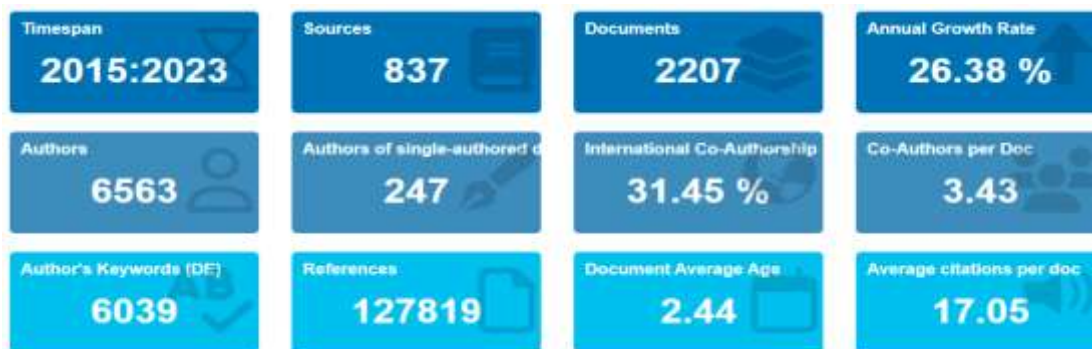 Timespan
2015:2023
Sources
837
Documents
2207
Annual Growth Rate
26.38 %
Authors
6563
Authors of single-authored d
247
International Co-Authorship
31.45 %
Co-Authors per Doc
3.43
Author's Keywords (DE)
6039
References
127819
Document Average Age
2.44
Average citations per doc
17.05